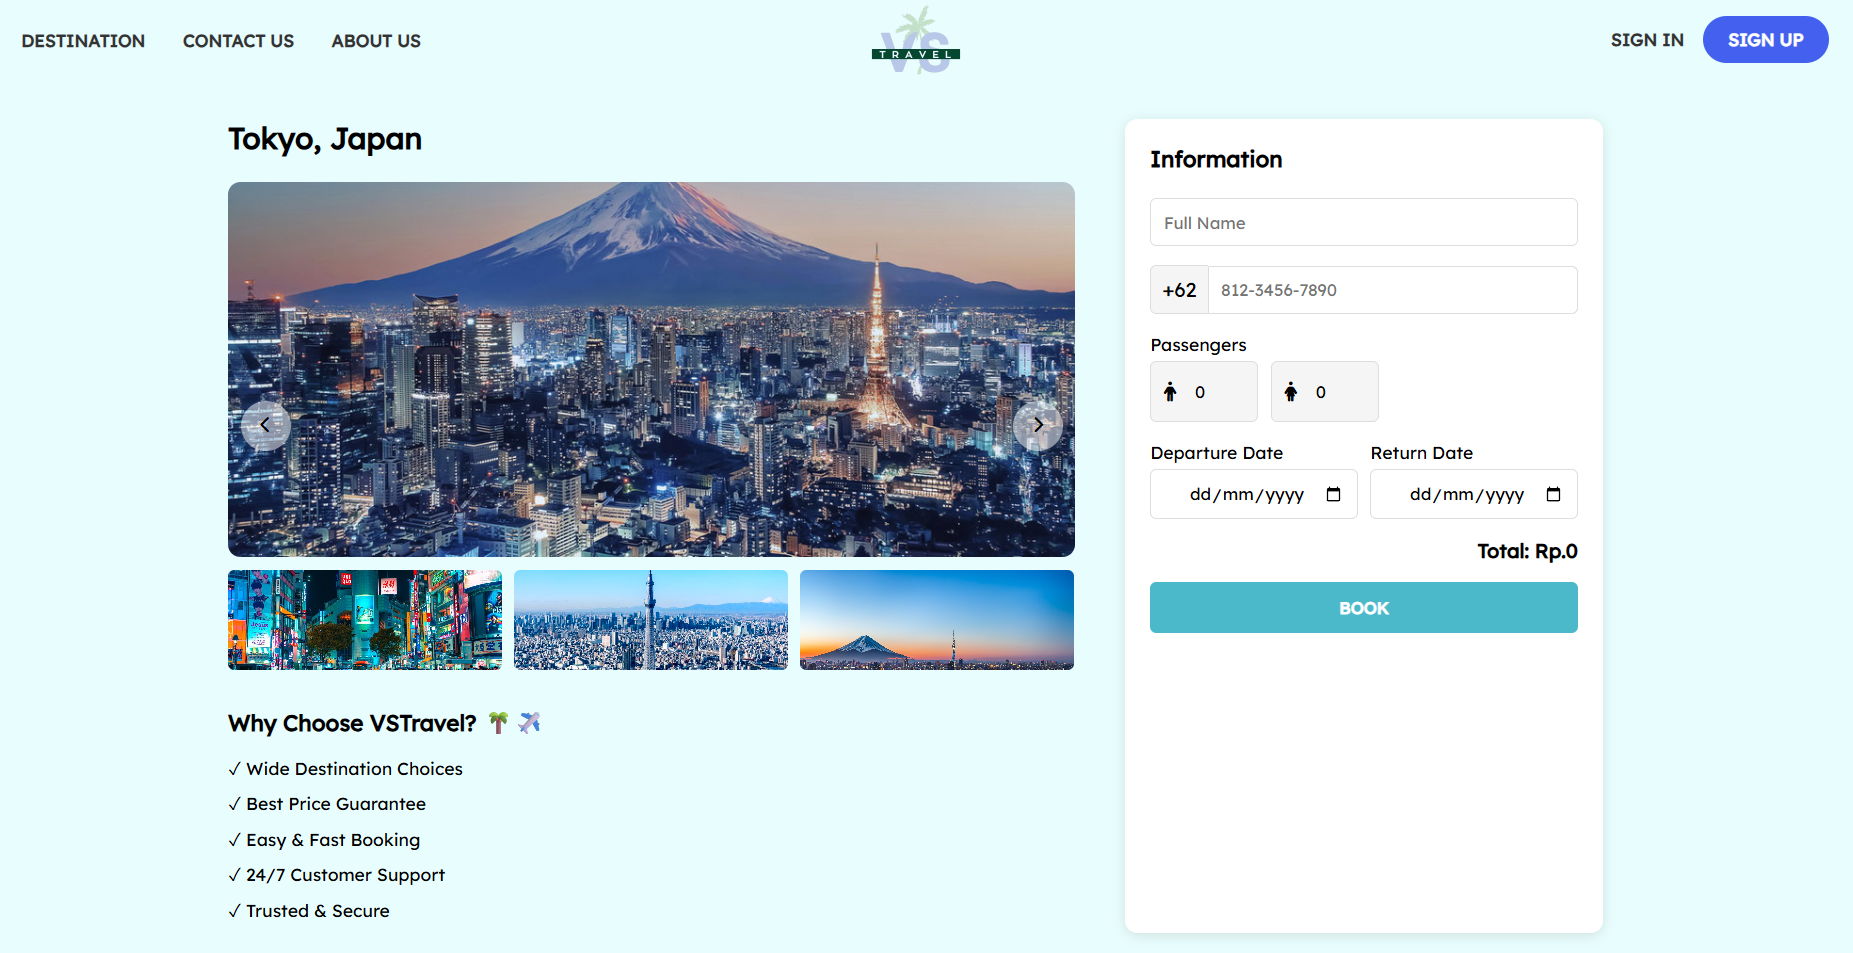 DESTINATION CONTACT US ABOUT US
VS
TRAVEL
SIGN IN SIGN UP
Tokyo, Japan
Why Choose VSTravel? 🌴 ✈️
✓ Wide Destination Choices
✓ Best Price Guarantee
✓ Easy & Fast Booking
✓ 24/7 Customer Support
✓ Trusted & Secure
Information
Full Name
+62 812-3456-7890
Passengers
0 0
Departure Date Return Date
dd/mm/yyyy dd/mm/yyyy
Total: Rp.0
BOOK